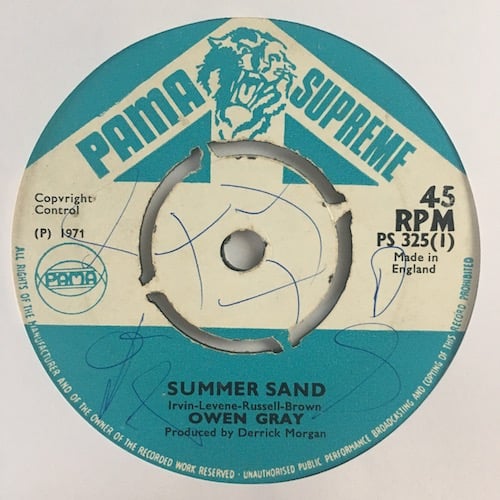 PAMA SUPREME
Copyright
Control
(P) 1971
45
RPM
PS 325(1)
Made in
England
PAMA
SUMMER SAND
Irvin-Levene-Russell-Brown
OWEN GRAY
Produced by Derrick Morgan
ALL RIGHTS OF THE MANUFACTURER AND OF THE OWNER OF THE RECORDED WORK RESERVED · UNAUTHORISED PUBLIC PERFORMANCE BROADCASTING AND COPYING OF THIS RECORD PROHIBITED